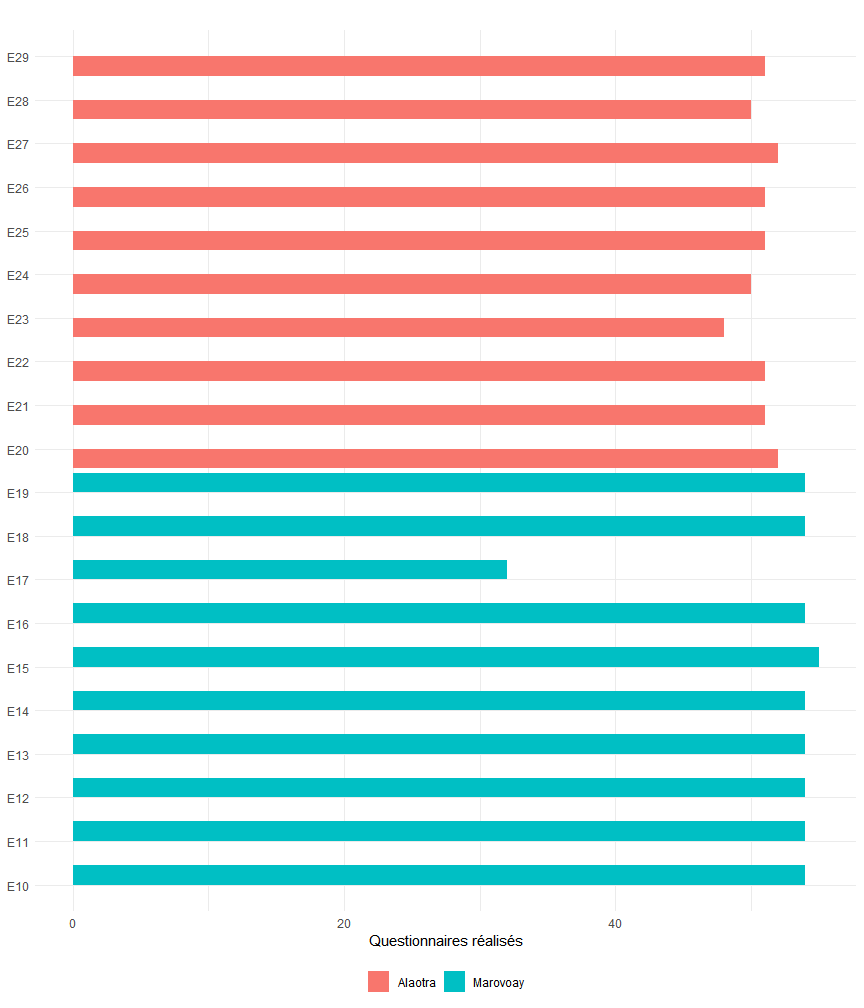 E29
E28
E27
E26
E25
E24
E23
E22
E21
E20
E19
E18
E17
E16
E15
E14
E13
E12
E11
E10
0 20 40
Questionnaires réalisés
Alaotra Marovoay